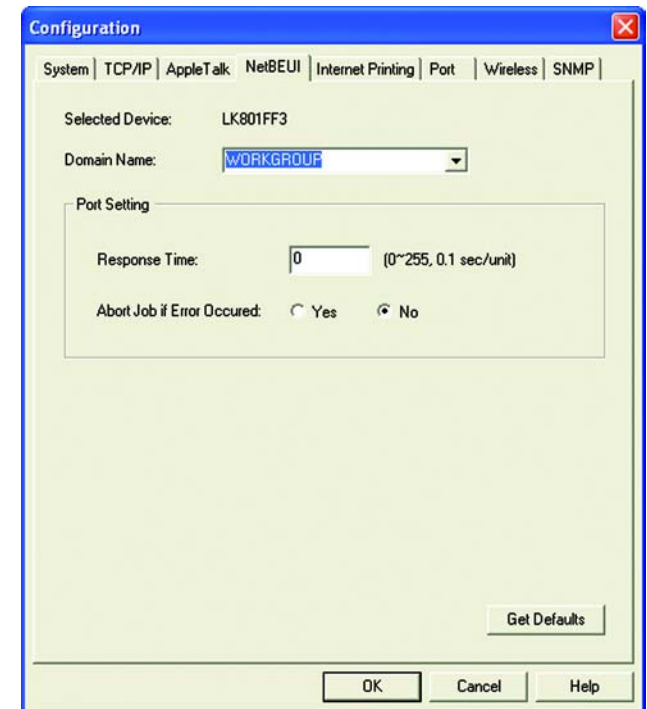 Configuration
System TCP/IP AppleTalk NetBEUI Internet Printing Port Wireless SNMP
Selected Device: LK801FF3
Domain Name: WORKGROUP
Port Setting
Response Time: 0 (0~255, 0.1 sec/unit)
Abort Job if Error Occured: Yes No
Get Defaults
OK Cancel Help